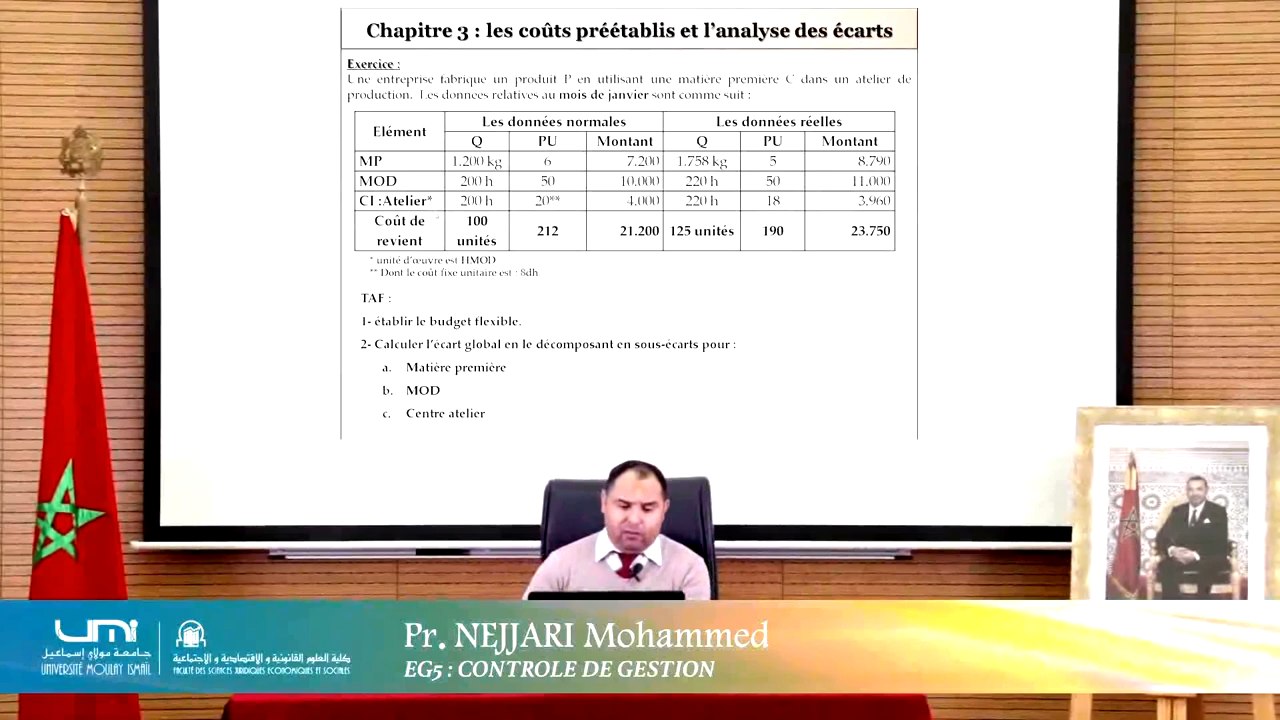 Chapitre 3 : les coûts préétablis et l'analyse des écarts
Exercice :
Une entreprise fabrique un produit P en utilisant une matière première C dans un atelier de
production. Les données relatives au mois de janvier sont comme suit :
Elément Les données normales Les données réelles
Q PU Montant Q PU Montant
MP 1.200 kg 6 7.200 1.758 kg 5 8.790
MOD 200 h 50 10.000 220 h 50 11.000
CI :Atelier* 200 h 20** 4.000 220 h 18 3.960
Coût de revient 100 unités 212 21.200 125 unités 190 23.750
* unité d'œuvre est HMOD
** Dont le coût fixe unitaire est : 8dh
TAF :
1- établir le budget flexible.
2- Calculer l'écart global en le décomposant en sous-écarts pour :
a. Matière première
b. MOD
c. Centre atelier
umi
جامعة مولاي إسماعيل
UNIVERSITÉ MOULAY ISMAÏL
كلية العلوم القانونية و الاقتصادية و الاجتماعية
FACULTÉ DES SCIENCES JURIDIQUES ECONOMIQUES ET SOCIALES
Pr. NEJJARI Mohammed
EG5 : CONTROLE DE GESTION